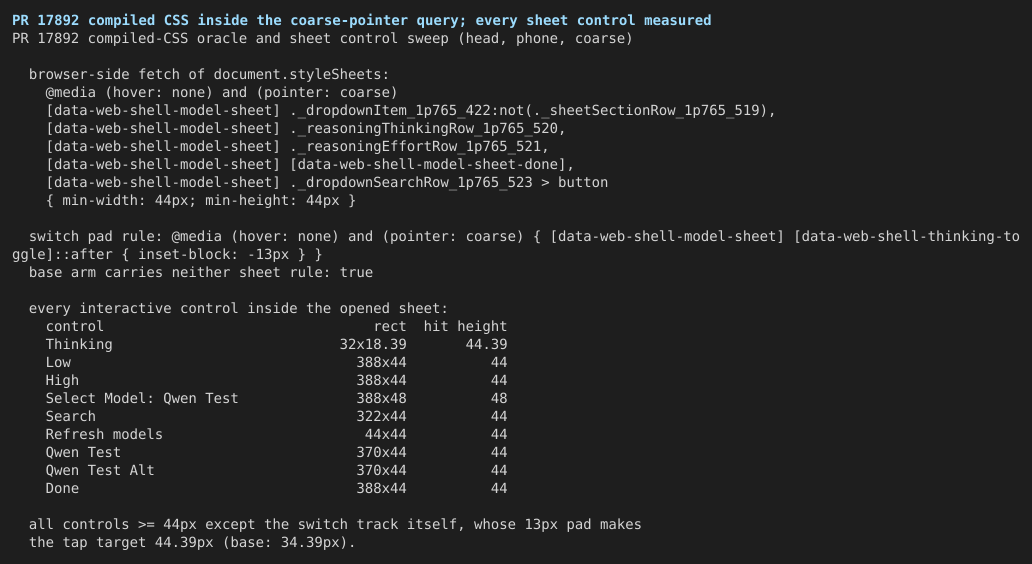 PR 17892 compiled CSS inside the coarse-pointer query; every sheet control measured
PR 17892 compiled-CSS oracle and sheet control sweep (head, phone, coarse)
browser-side fetch of document.styleSheets:
@media (hover: none) and (pointer: coarse)
[data-web-shell-model-sheet] ._dropdownItem_1p765_422:not(._sheetSectionRow_1p765_519),
[data-web-shell-model-sheet] ._reasoningThinkingRow_1p765_520,
[data-web-shell-model-sheet] ._reasoningEffortRow_1p765_521,
[data-web-shell-model-sheet] [data-web-shell-model-sheet-done],
[data-web-shell-model-sheet] ._dropdownSearchRow_1p765_523 > button
{ min-width: 44px; min-height: 44px }
switch pad rule: @media (hover: none) and (pointer: coarse) { [data-web-shell-model-sheet] [data-web-shell-thinking-to
ggle]::after { inset-block: -13px } }
base arm carries neither sheet rule: true
every interactive control inside the opened sheet:
control rect hit height
Thinking 32x18.39 44.39
Low 388x44 44
High 388x44 44
Select Model: Qwen Test 388x48 48
Search 322x44 44
Refresh models 44x44 44
Qwen Test 370x44 44
Qwen Test Alt 370x44 44
Done 388x44 44
all controls >= 44px except the switch track itself, whose 13px pad makes
the tap target 44.39px (base: 34.39px).